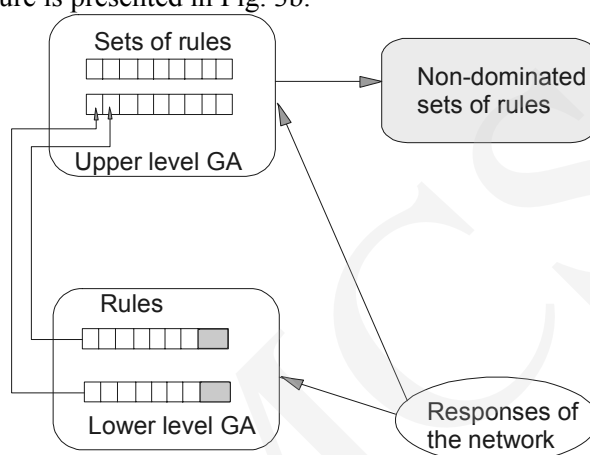 ure is presented in Fig. 3b.
Sets of rules
Upper level GA
Non-dominated
sets of rules
Rules
Lower level GA
Responses of
the network